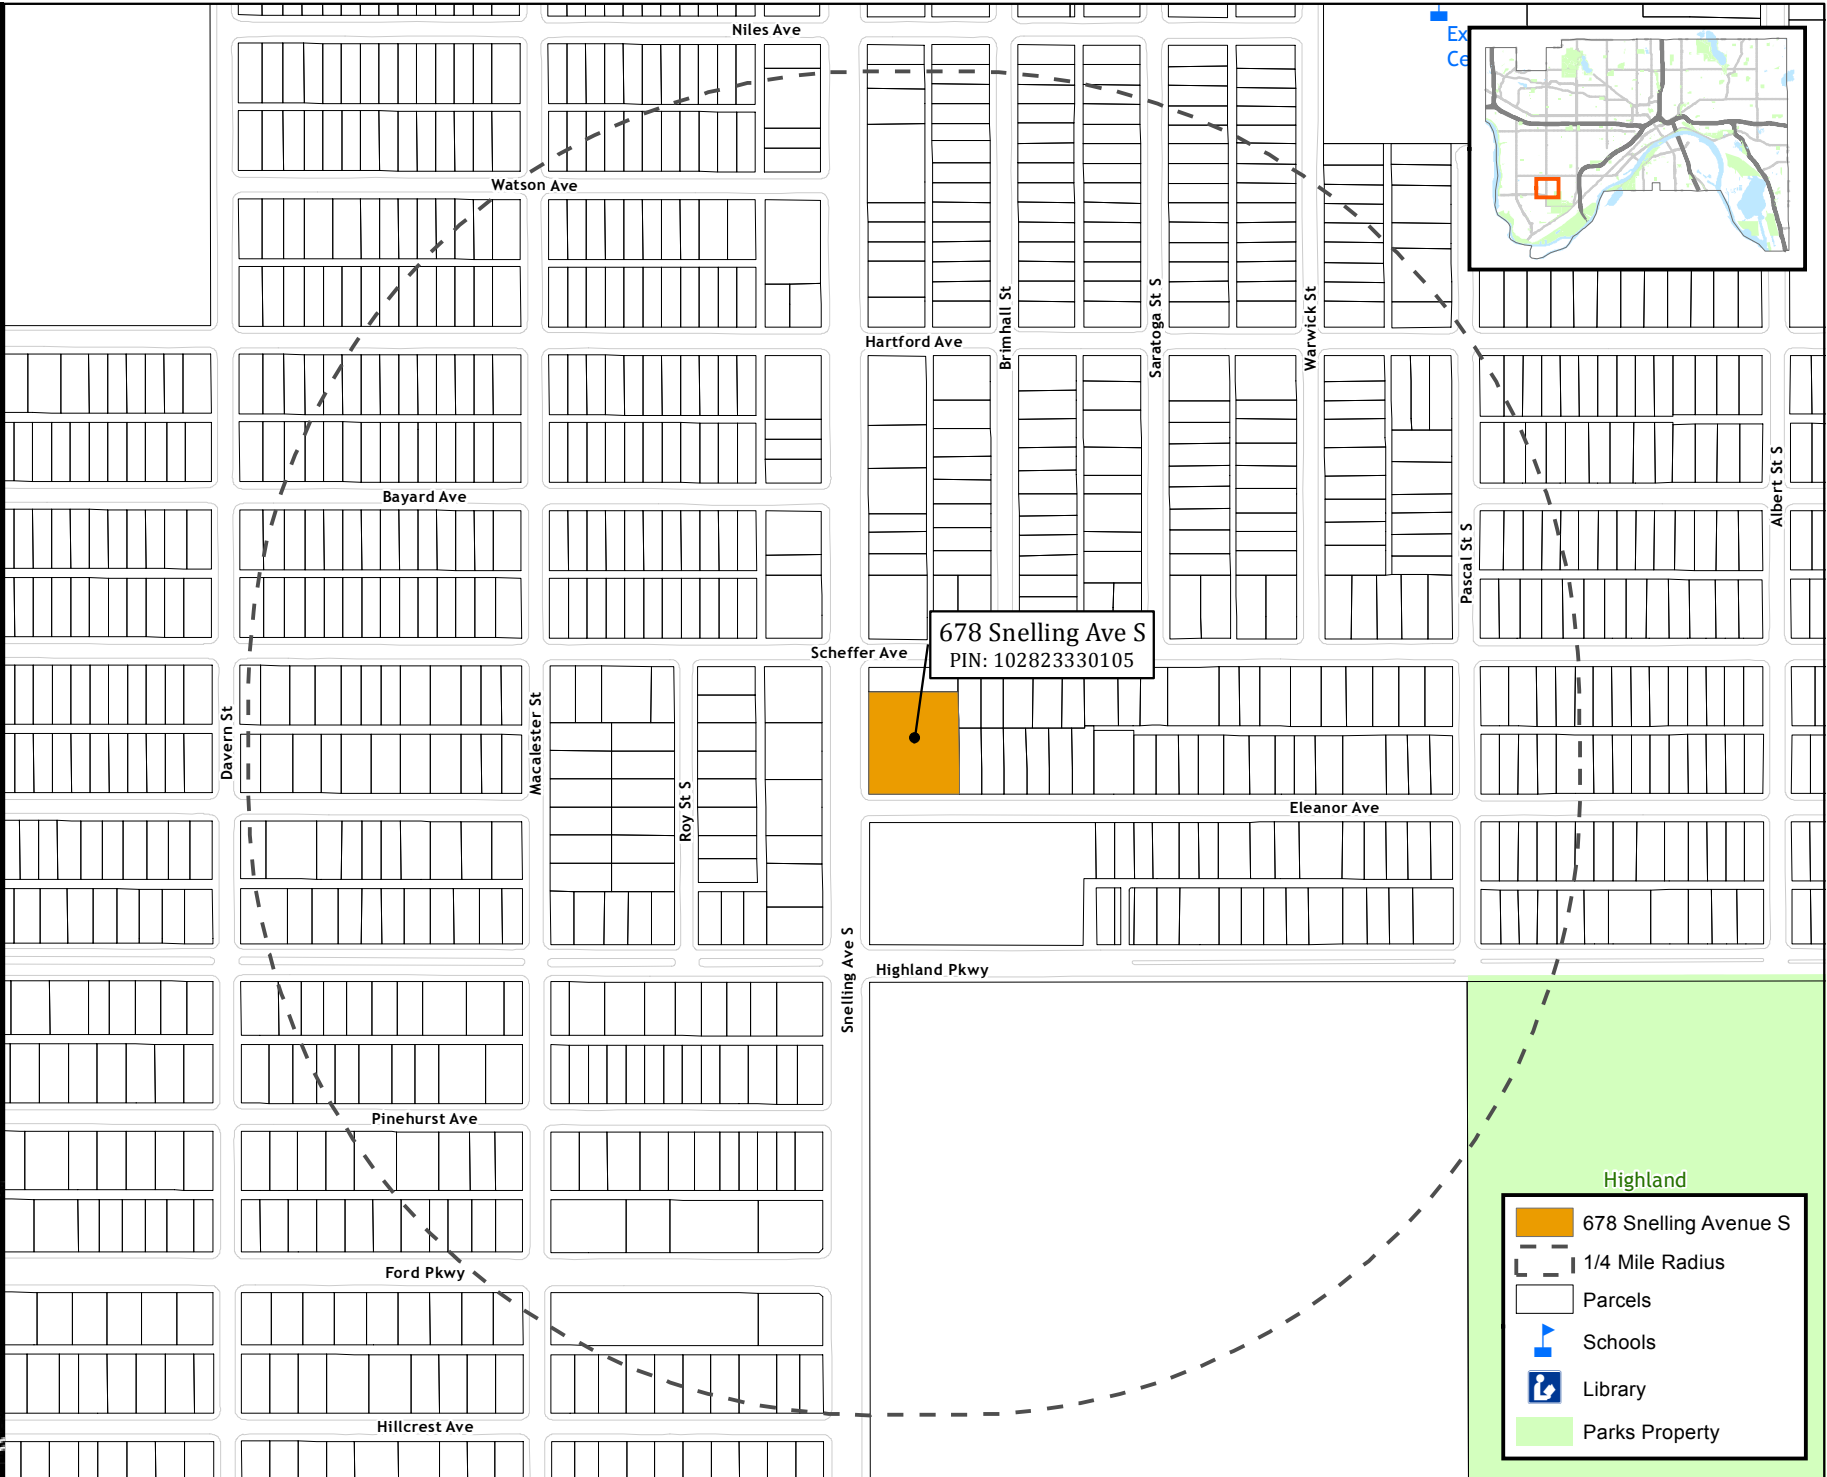 Niles Ave
Ex
Ce
Watson Ave
Hartford Ave
Brimhall St
Saratoga St S
Warwick St
Bayard Ave
Albert St S
Pascal St S
678 Snelling Ave S
PIN: 102823330105
Scheffer Ave
Davern St
Macalester St
Roy St S
Eleanor Ave
Snelling Ave S
Highland Pkwy
Pinehurst Ave
Highland
678 Snelling Avenue S
1/4 Mile Radius
Parcels
Schools
Library
Parks Property
Ford Pkwy
Hillcrest Ave